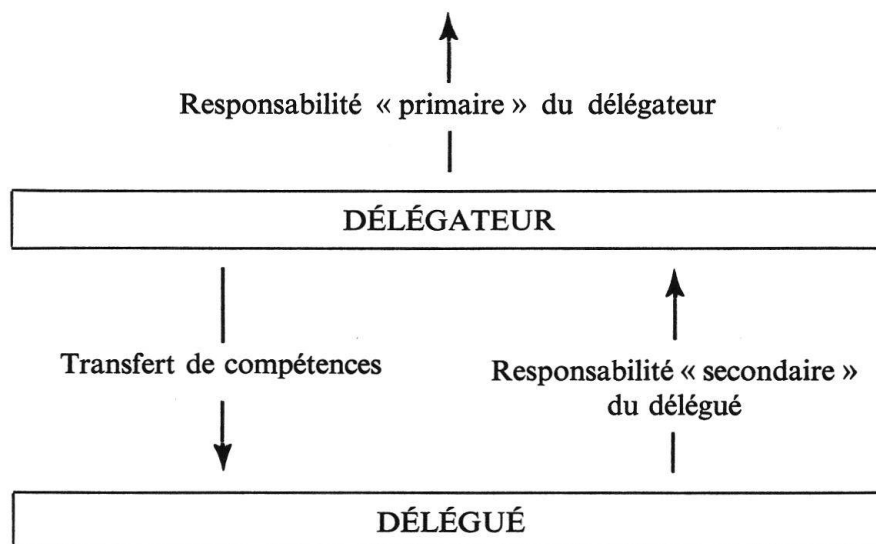 Responsabilité « primaire » du délégateur
DÉLÉGATEUR
Transfert de compétences
Responsabilité « secondaire »
du délégué
DÉLÉGUÉ